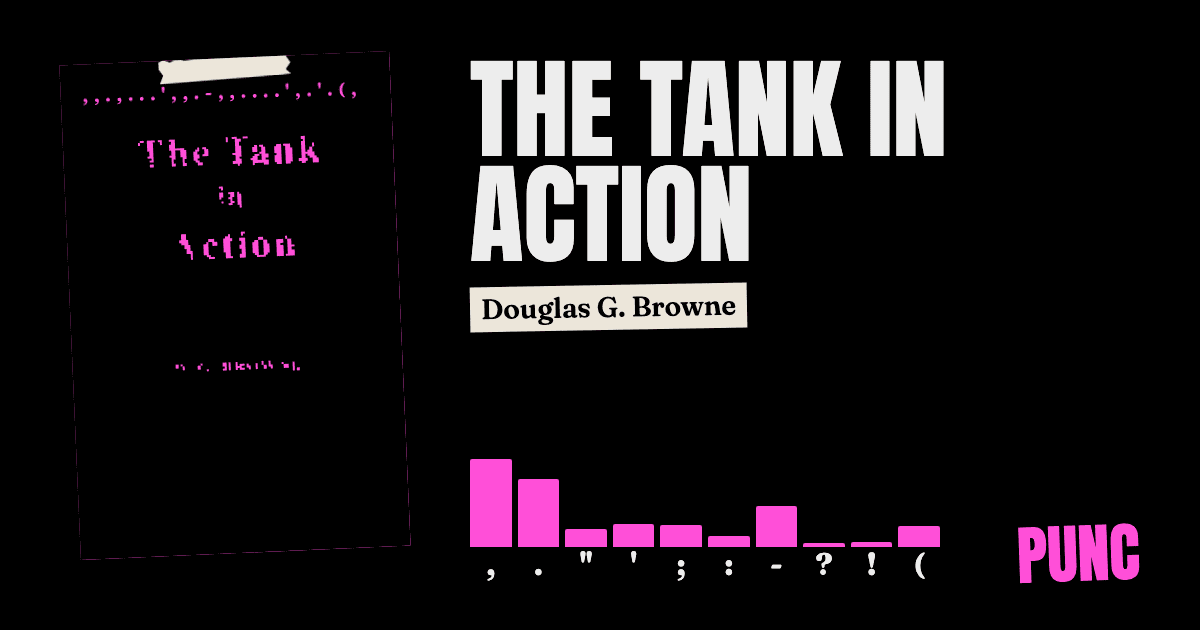 ,,.,...',,.-,,....',.'.(,
The Tank
in
Action
THE TANK IN
ACTION
Douglas G. Browne
, . " ' ; : - ? ! (
PUNC